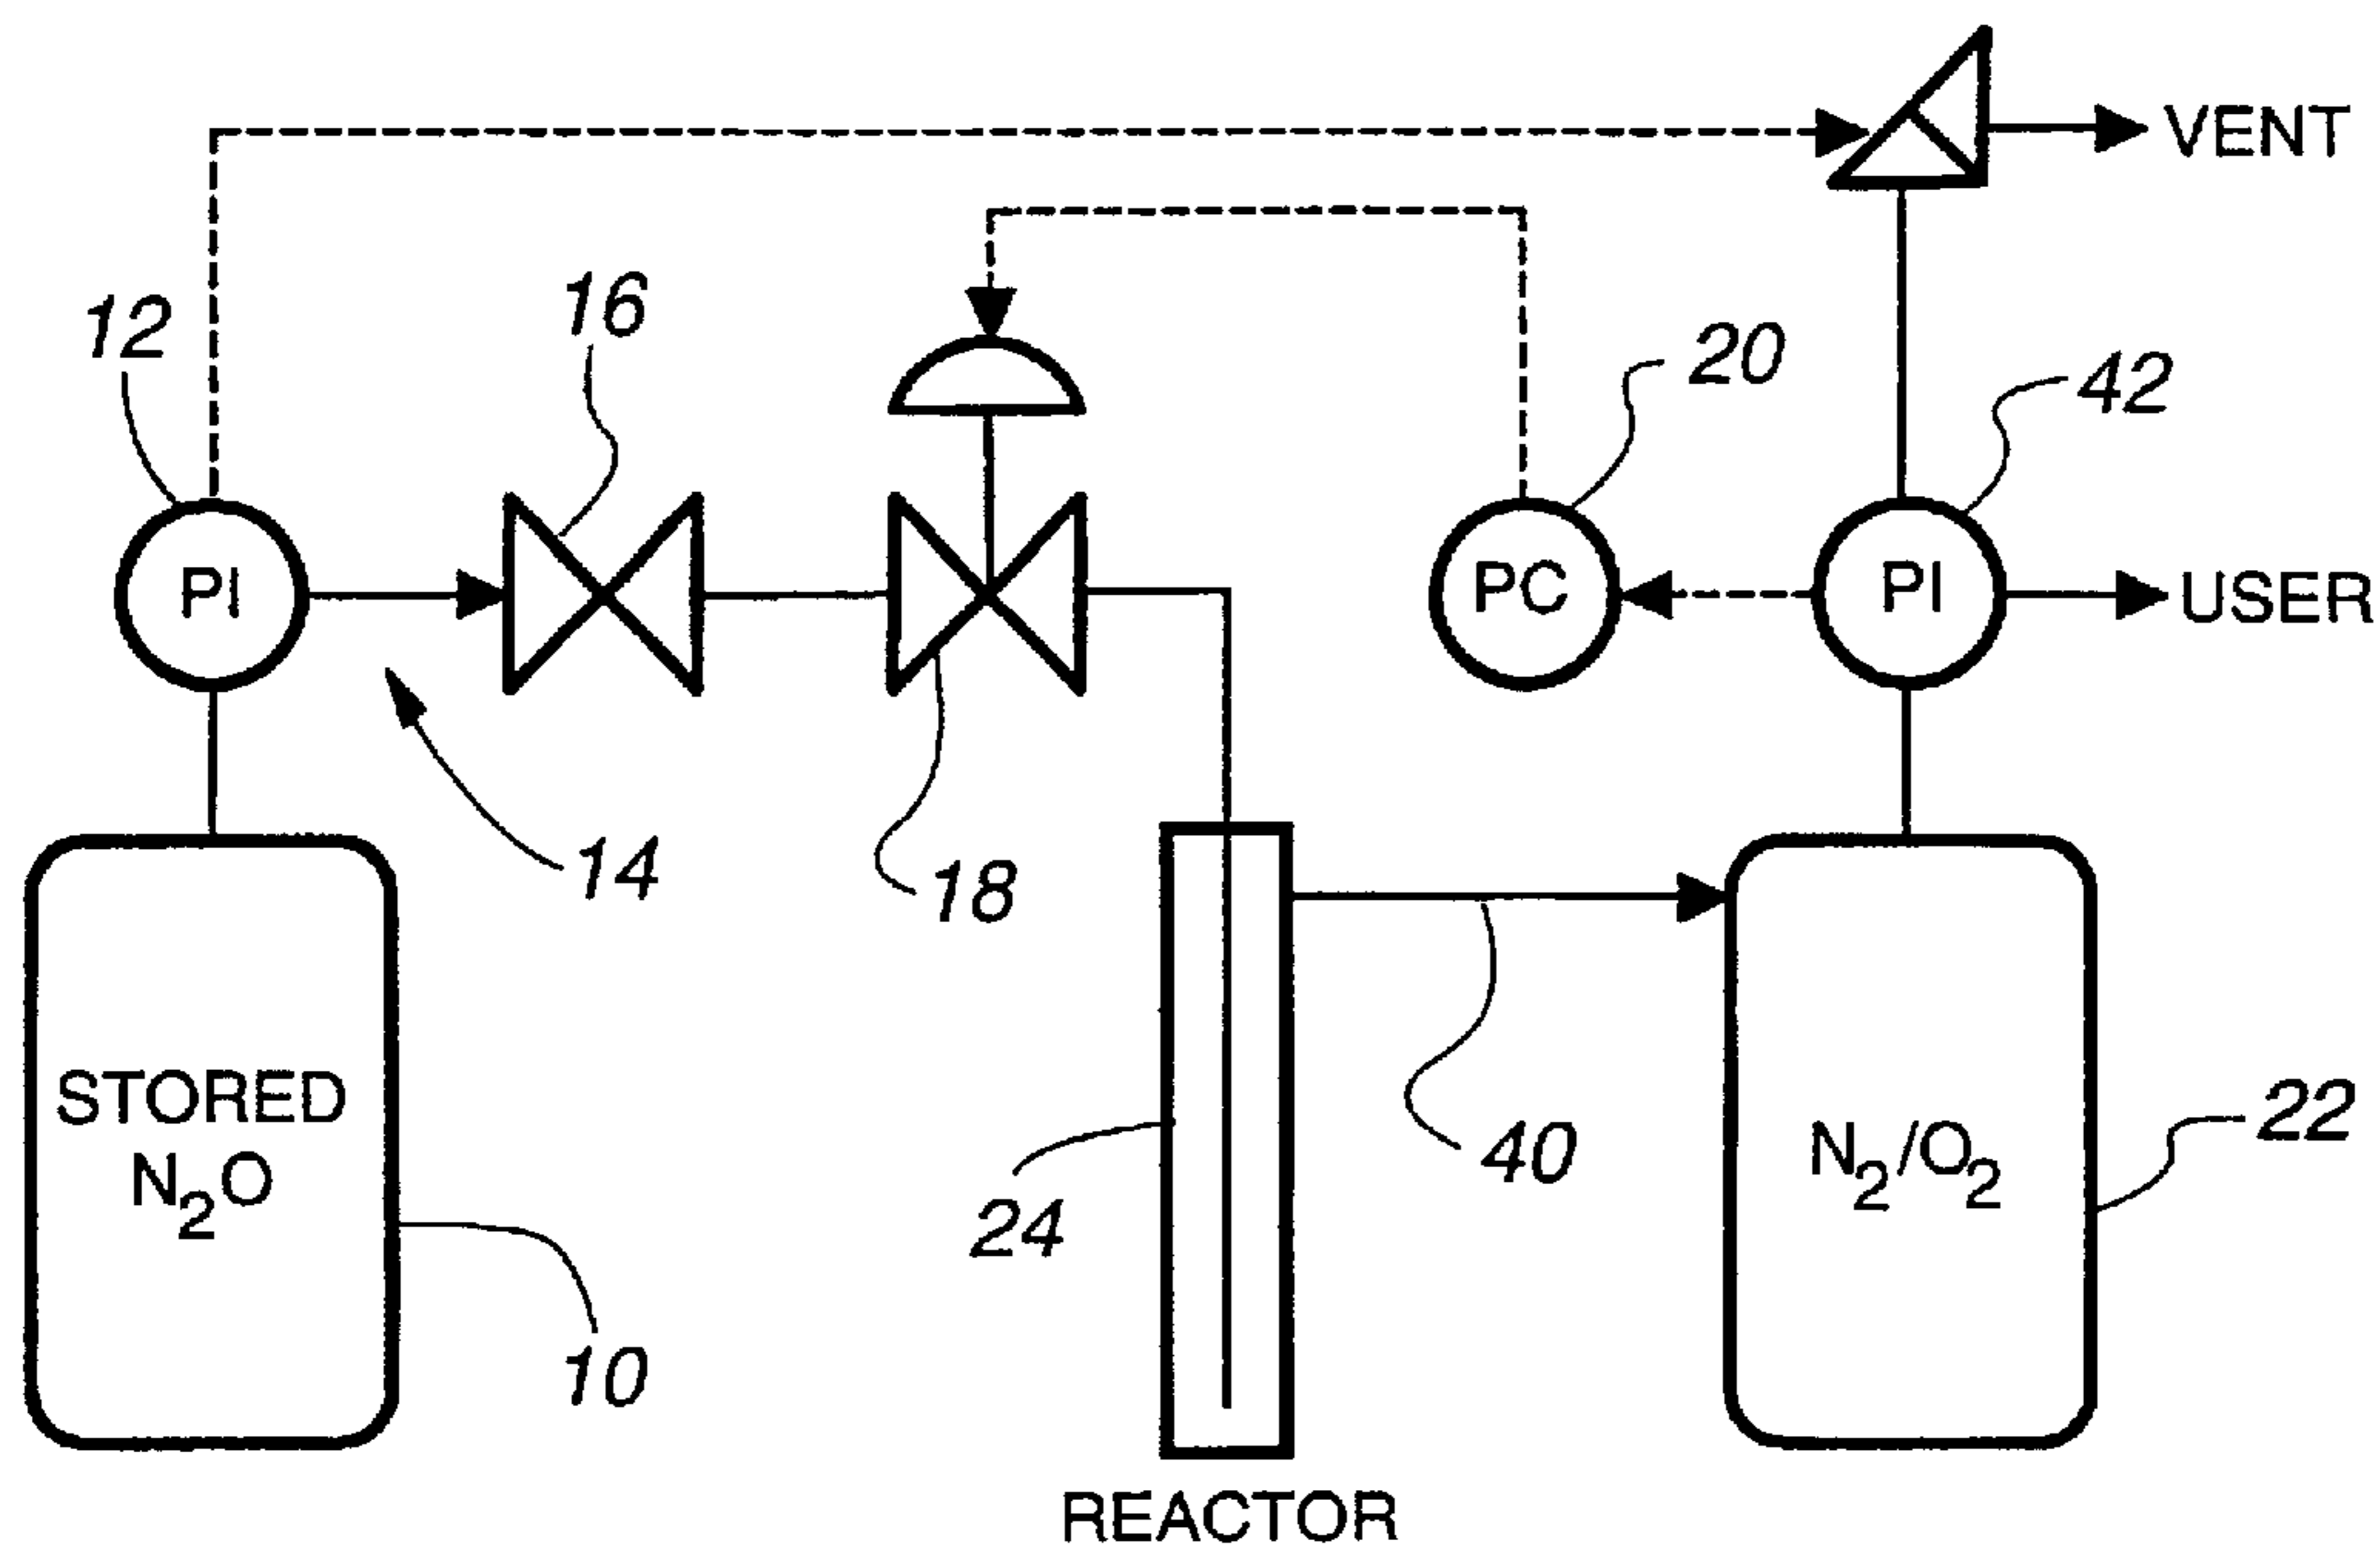 VENT
16
12
20
42
PI
PC
PI
USER
14
18
STORED
N₂O
N₂/O₂
22
40
24
10
REACTOR